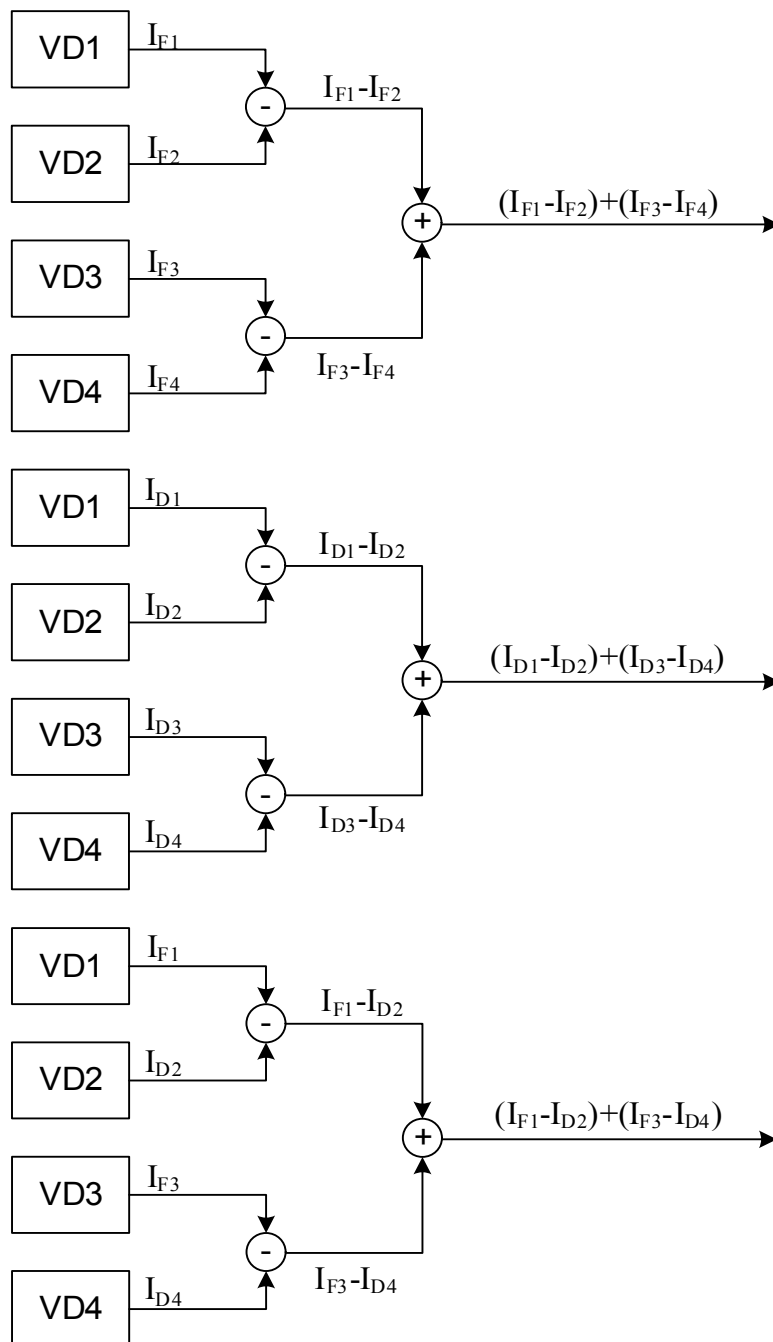 VD1
I_F1
-
I_F1-I_F2
VD2
I_F2
+
(I_F1-I_F2)+(I_F3-I_F4)
VD3
I_F3
-
I_F3-I_F4
VD4
I_F4
VD1
I_D1
-
I_D1-I_D2
VD2
I_D2
+
(I_D1-I_D2)+(I_D3-I_D4)
VD3
I_D3
-
I_D3-I_D4
VD4
I_D4
VD1
I_F1
-
I_F1-I_D2
VD2
I_D2
+
(I_F1-I_D2)+(I_F3-I_D4)
VD3
I_F3
-
I_F3-I_D4
VD4
I_D4